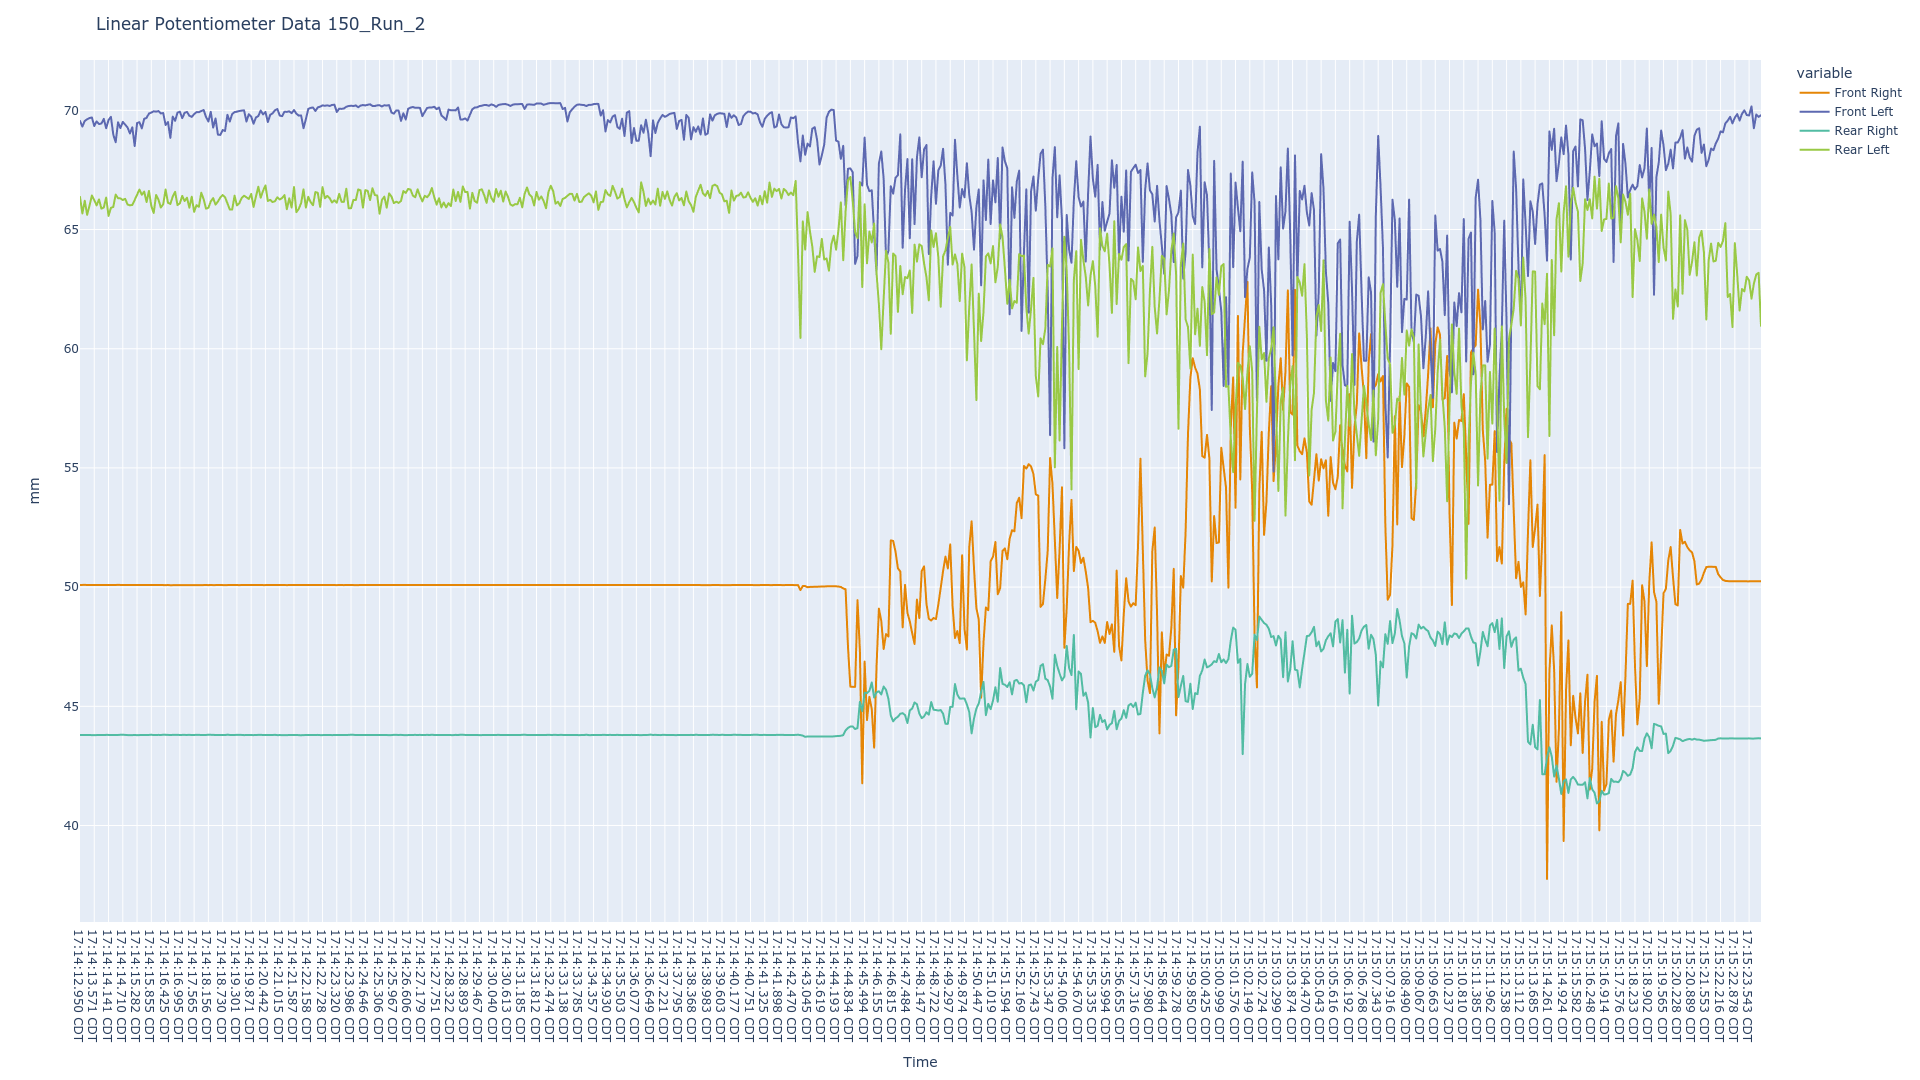 Linear Potentiometer Data 150_Run_2
variable
Front Right
Front Left
Rear Right
Rear Left
70
65
60
55
50
45
40
mm
17:14:12.990 CDT
17:14:13.571 CDT
17:14:14.141 CDT
17:14:14.710 CDT
17:14:15.282 CDT
17:14:15.855 CDT
17:14:16.425 CDT
17:14:16.995 CDT
17:14:17.565 CDT
17:14:18.156 CDT
17:14:18.730 CDT
17:14:19.301 CDT
17:14:19.871 CDT
17:14:20.442 CDT
17:14:21.015 CDT
17:14:21.587 CDT
17:14:22.158 CDT
17:14:22.728 CDT
17:14:23.330 CDT
17:14:23.986 CDT
17:14:24.646 CDT
17:14:25.306 CDT
17:14:25.967 CDT
17:14:26.606 CDT
17:14:27.179 CDT
17:14:27.751 CDT
17:14:28.322 CDT
17:14:28.893 CDT
17:14:29.467 CDT
17:14:30.040 CDT
17:14:30.613 CDT
17:14:31.185 CDT
17:14:31.812 CDT
17:14:32.474 CDT
17:14:33.138 CDT
17:14:33.785 CDT
17:14:34.357 CDT
17:14:34.930 CDT
17:14:35.503 CDT
17:14:36.077 CDT
17:14:36.649 CDT
17:14:37.221 CDT
17:14:37.795 CDT
17:14:38.368 CDT
17:14:38.983 CDT
17:14:39.603 CDT
17:14:40.177 CDT
17:14:40.751 CDT
17:14:41.325 CDT
17:14:41.898 CDT
17:14:42.470 CDT
17:14:43.045 CDT
17:14:43.619 CDT
17:14:44.193 CDT
17:14:44.834 CDT
17:14:45.494 CDT
17:14:46.155 CDT
17:14:46.815 CDT
17:14:47.484 CDT
17:14:48.147 CDT
17:14:48.722 CDT
17:14:49.297 CDT
17:14:49.874 CDT
17:14:50.447 CDT
17:14:51.019 CDT
17:14:51.594 CDT
17:14:52.169 CDT
17:14:52.743 CDT
17:14:53.347 CDT
17:14:54.006 CDT
17:14:54.670 CDT
17:14:55.335 CDT
17:14:55.994 CDT
17:14:56.655 CDT
17:14:57.316 CDT
17:14:57.980 CDT
17:14:58.644 CDT
17:14:59.278 CDT
17:14:59.850 CDT
17:15:00.425 CDT
17:15:00.999 CDT
17:15:01.576 CDT
17:15:02.149 CDT
17:15:02.724 CDT
17:15:03.299 CDT
17:15:03.874 CDT
17:15:04.470 CDT
17:15:05.043 CDT
17:15:05.616 CDT
17:15:06.192 CDT
17:15:06.768 CDT
17:15:07.343 CDT
17:15:07.916 CDT
17:15:08.490 CDT
17:15:09.067 CDT
17:15:09.663 CDT
17:15:10.237 CDT
17:15:10.810 CDT
17:15:11.385 CDT
17:15:11.962 CDT
17:15:12.538 CDT
17:15:13.112 CDT
17:15:13.685 CDT
17:15:14.261 CDT
17:15:14.924 CDT
17:15:15.582 CDT
17:15:16.248 CDT
17:15:16.914 CDT
17:15:17.576 CDT
17:15:18.233 CDT
17:15:18.902 CDT
17:15:19.565 CDT
17:15:20.228 CDT
17:15:20.889 CDT
17:15:21.553 CDT
17:15:22.216 CDT
17:15:22.878 CDT
17:15:23.543 CDT
Time